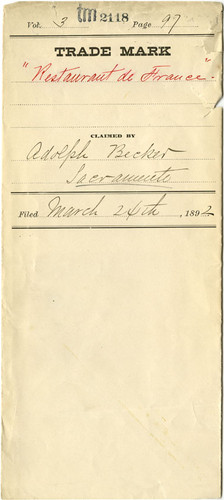 Vol. 3 tm 2118 Page 97
TRADE MARK
"Restaurant de France".
CLAIMED BY
Adolph Becker
Sacramento
Filed March 24th, 1892